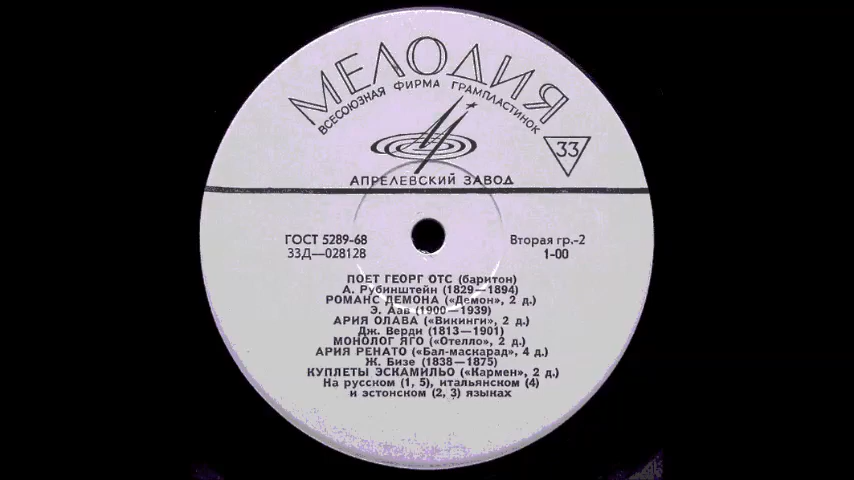 МЕЛОДИЯ
ВСЕСОЮЗНАЯ ФИРМА ГРАМПЛАСТИНОК
33
АПРЕЛЕВСКИЙ ЗАВОД
ГОСТ 5289-68
33Д—028128
Вторая гр.-2
1-00
ПОЕТ ГЕОРГ ОТС (баритон)
А. Рубинштейн (1829—1894)
РОМАНС ДЕМОНА («Демон», 2 д.)
Э. Аав (1900—1939)
АРИЯ ОЛАВА («Викинги», 2 д.)
Дж. Верди (1813—1901)
МОНОЛОГ ЯГО («Отелло», 2 д.)
АРИЯ РЕНАТО («Бал-маскарад», 4 д.)
Ж. Бизе (1838—1875)
КУПЛЕТЫ ЭСКАМИЛЬО («Кармен», 2 д.)
На русском (1, 5), итальянском (4)
и эстонском (2, 3) языках